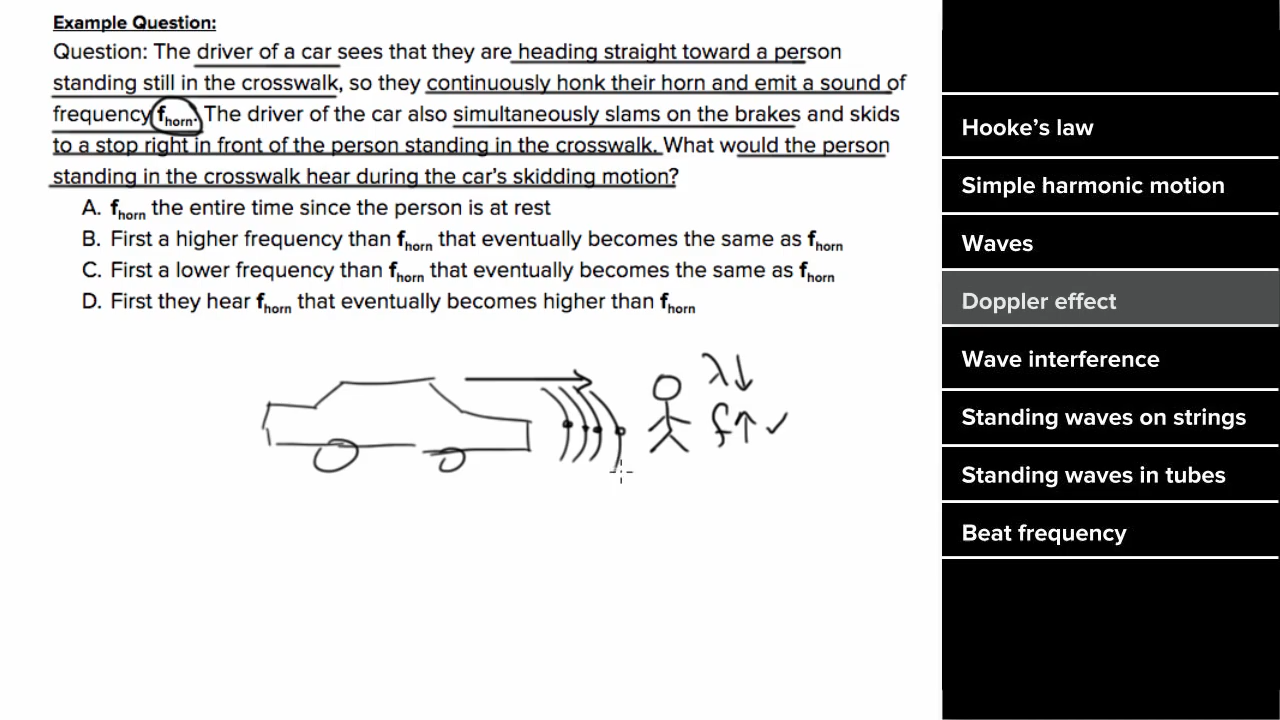 Example Question:
Question: The driver of a car sees that they are heading straight toward a person
standing still in the crosswalk, so they continuously honk their horn and emit a sound of
frequency fhorn. The driver of the car also simultaneously slams on the brakes and skids
to a stop right in front of the person standing in the crosswalk. What would the person
standing in the crosswalk hear during the car's skidding motion?
A. fhorn the entire time since the person is at rest
B. First a higher frequency than fhorn that eventually becomes the same as fhorn
C. First a lower frequency than fhorn that eventually becomes the same as fhorn
D. First they hear fhorn that eventually becomes higher than fhorn
λ↓
f↑ ✓
Hooke's law
Simple harmonic motion
Waves
Doppler effect
Wave interference
Standing waves on strings
Standing waves in tubes
Beat frequency